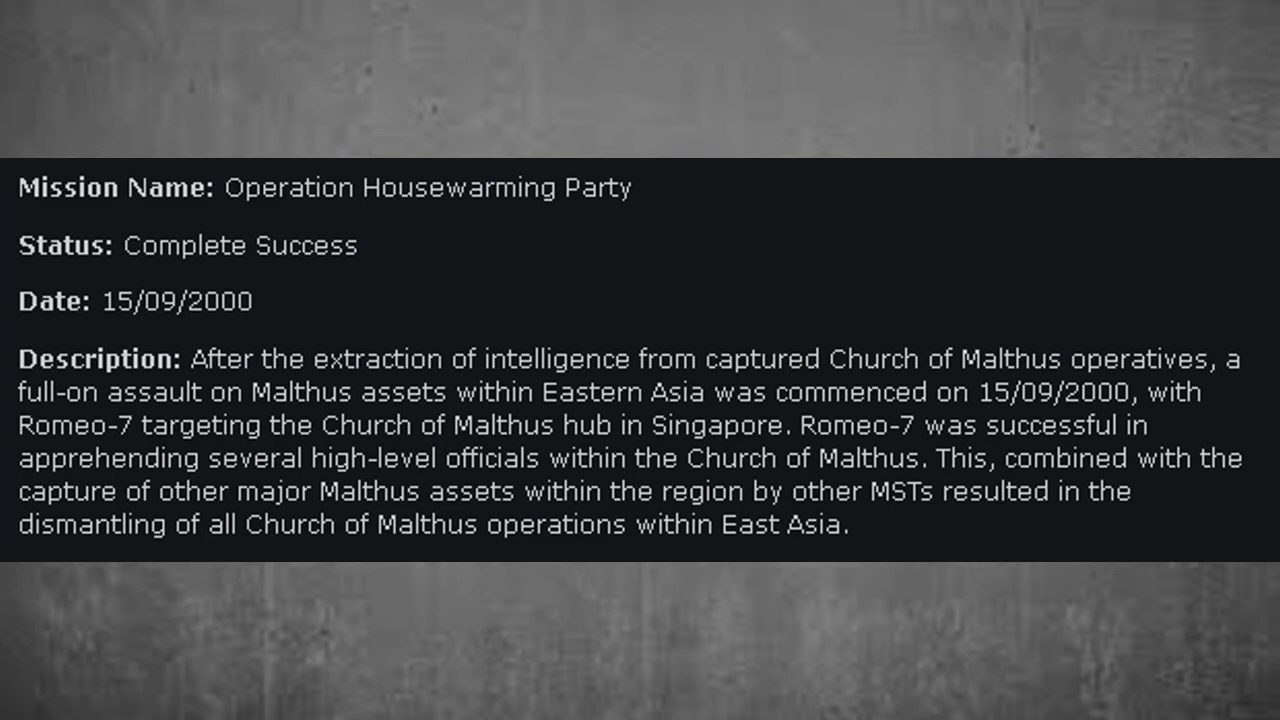 Mission Name: Operation Housewarming Party
Status: Complete Success
Date: 15/09/2000
Description: After the extraction of intelligence from captured Church of Malthus operatives, a
full-on assault on Malthus assets within Eastern Asia was commenced on 15/09/2000, with
Romeo-7 targeting the Church of Malthus hub in Singapore. Romeo-7 was successful in
apprehending several high-level officials within the Church of Malthus. This, combined with the
capture of other major Malthus assets within the region by other MSTs resulted in the
dismantling of all Church of Malthus operations within East Asia.